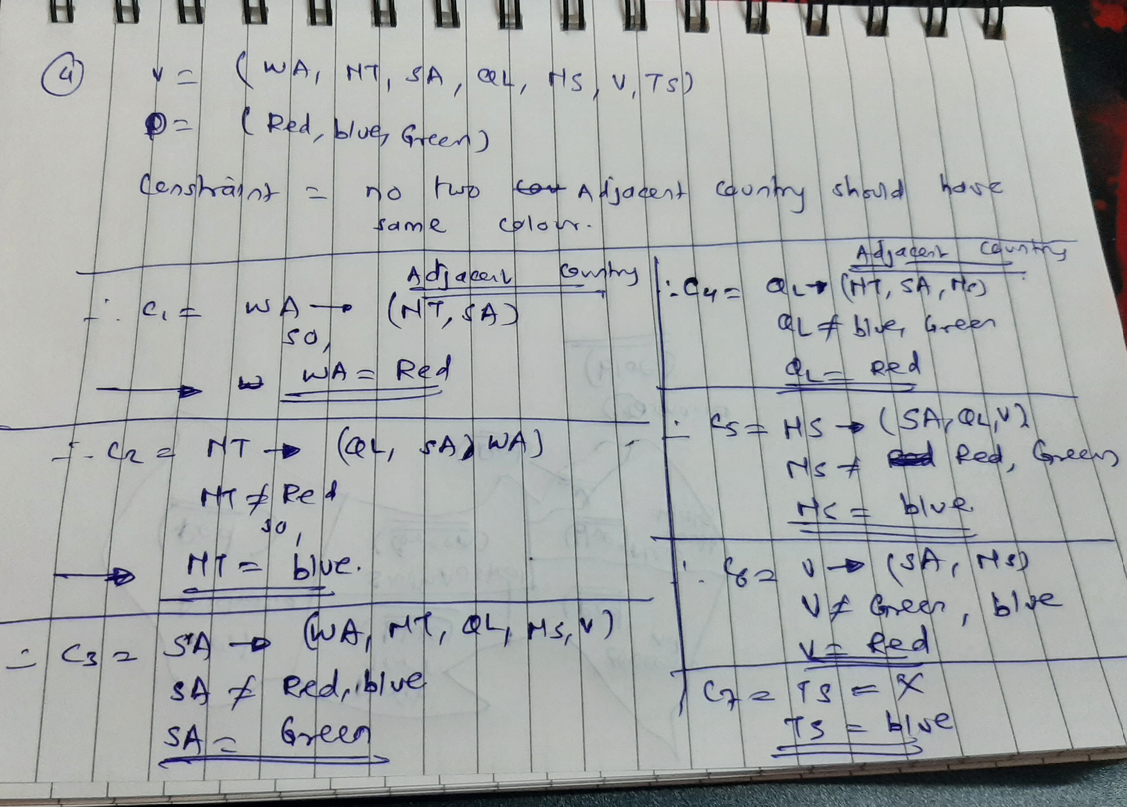 ④ V = (WA, NT, SA, QL, NS, V, TS)
D = (Red, blue, Green)
Constraint = no two Adjacent country should have
same colour.
Adjacent country
∴ C₁ = WA → (NT, SA)
so,
→ WA = Red
∴ C₂ = NT → (QL, SA, WA)
NT ≠ Red
so,
→ NT = blue.
∴ C₃ = SA → (WA, NT, QL, NS, V)
SA ≠ Red, blue
SA = Green
Adjacent country
∴ C₄ = QL → (NT, SA, NS)
QL ≠ blue, Green
QL = Red
∴ C₅ = NS → (SA, QL, V)
NS ≠ Red, Green
NS = blue
∴ C₆ = V → (SA, NS)
V ≠ Green, blue
V = Red
C₇ = TS = X
TS = blue